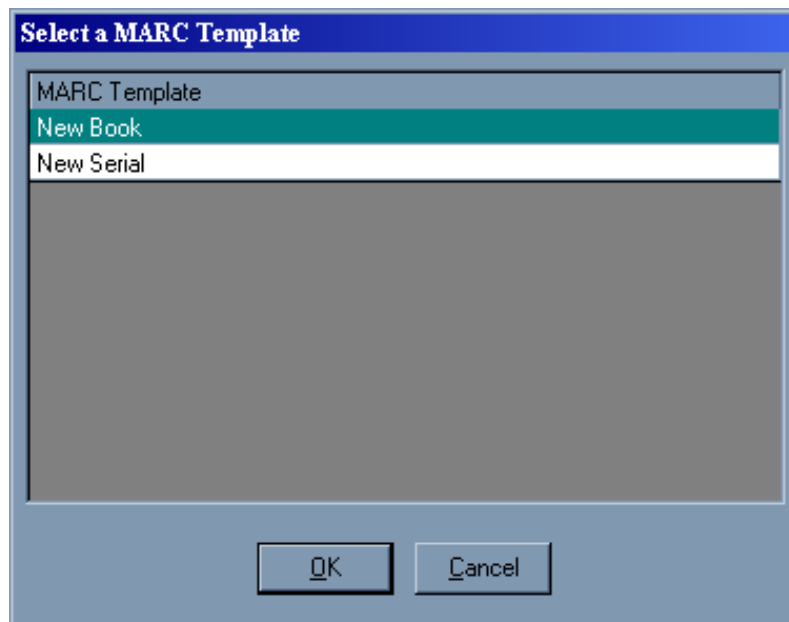 Select a MARC Template
MARC Template
New Book
New Serial
OK
Cancel